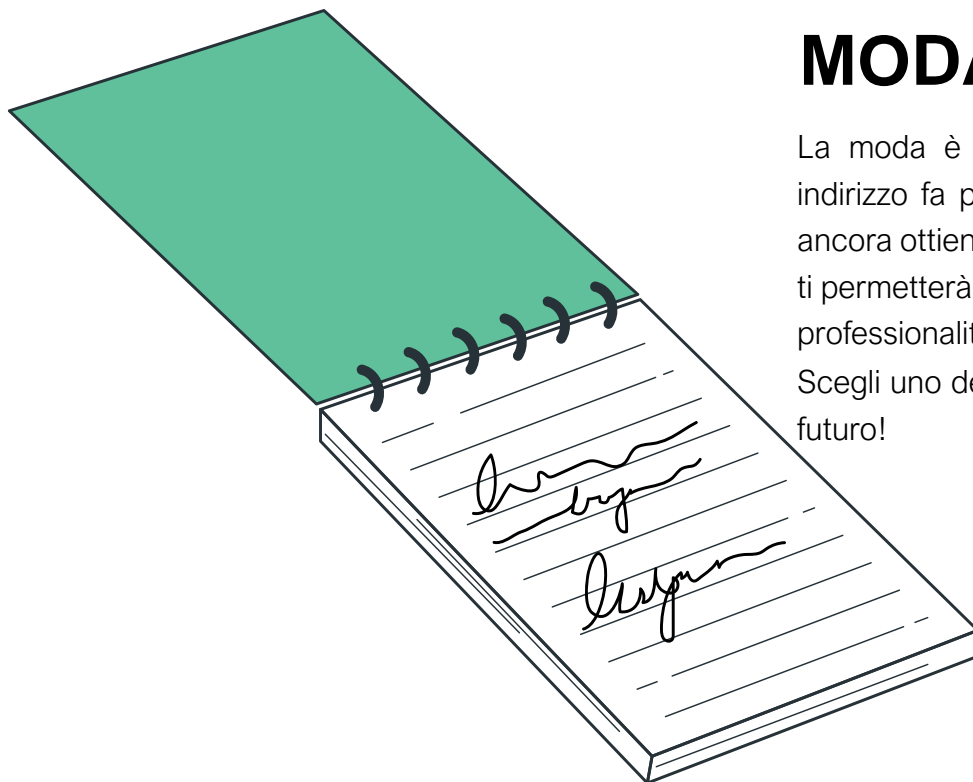 MODA
La moda è
indirizzo fa p
ancora ottien
ti permetterà
professionalit
Scegli uno de
futuro!